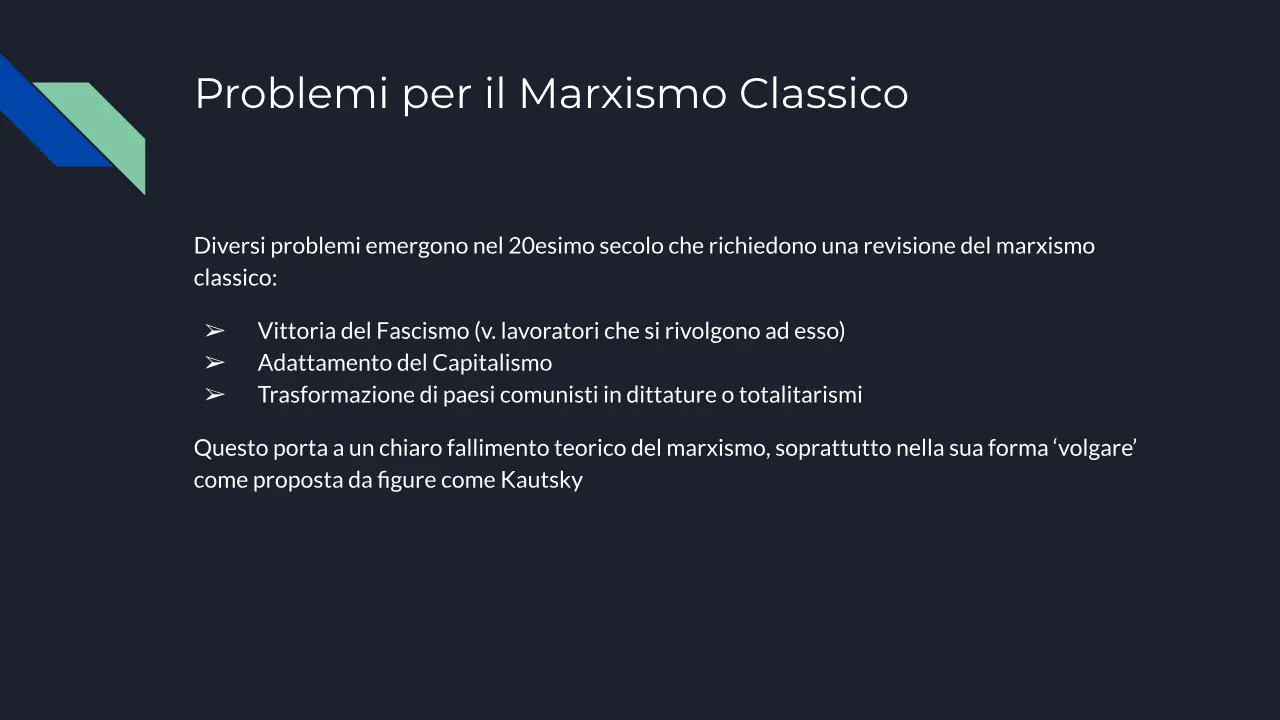 Problemi per il Marxismo Classico
Diversi problemi emergono nel 20esimo secolo che richiedono una revisione del marxismo
classico:
➢ Vittoria del Fascismo (v. lavoratori che si rivolgono ad esso)
➢ Adattamento del Capitalismo
➢ Trasformazione di paesi comunisti in dittature o totalitarismi
Questo porta a un chiaro fallimento teorico del marxismo, soprattutto nella sua forma ‘volgare’
come proposta da figure come Kautsky